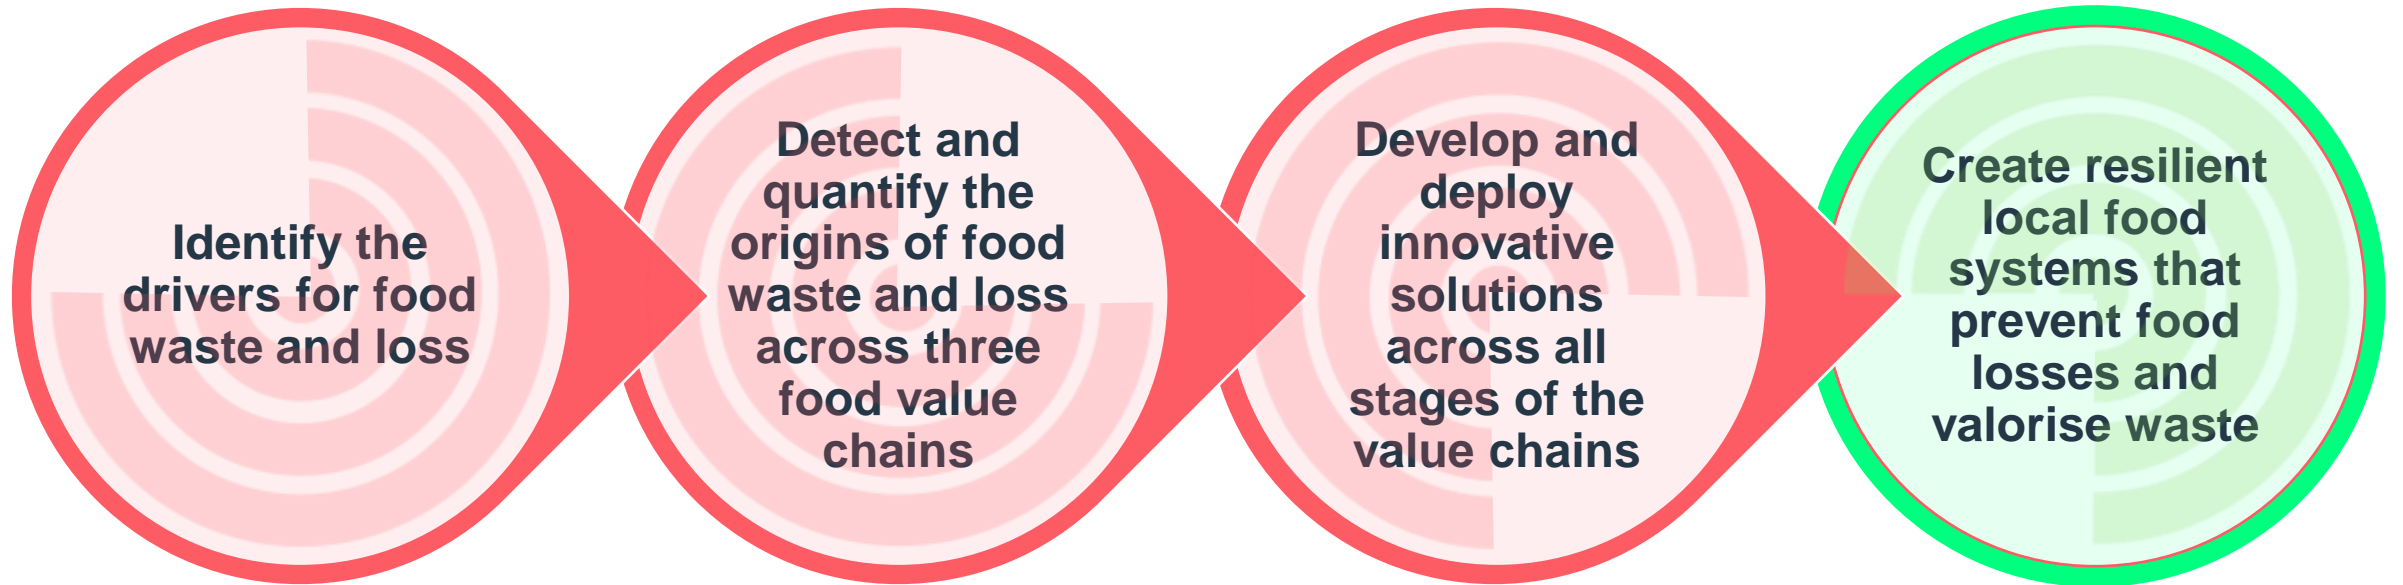 Identify the
drivers for food
waste and loss
Detect and
quantify the
origins of food
waste and loss
across three
food value
chains
Develop and
deploy
innovative
solutions
across all
stages of the
value chains
Create resilient
local food
systems that
prevent food
losses and
valorise waste